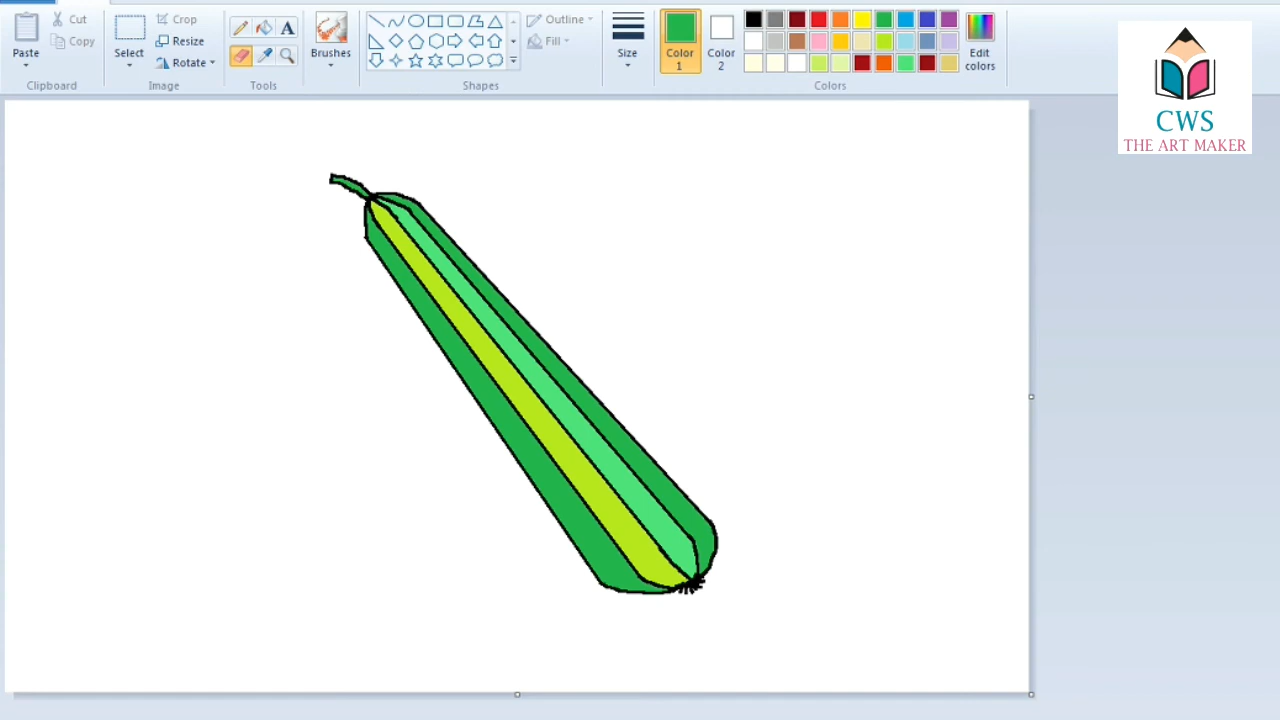 Cut
Crop
Outline
Copy
Resize
Fill
Paste
Select
Rotate
A
Brushes
Size
Color
1
Color
2
Edit
colors
Clipboard
Image
Tools
Shapes
Colors
CWS
THE ART MAKER